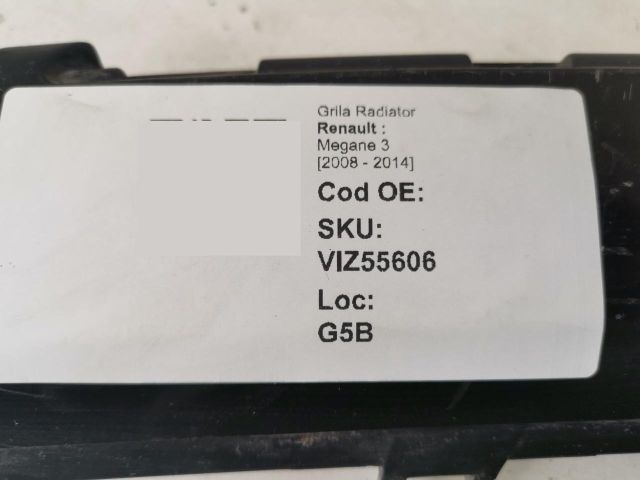 Grila Radiator
Renault :
Megane 3
[2008 - 2014]
Cod OE:
SKU:
VIZ55606
Loc:
G5B